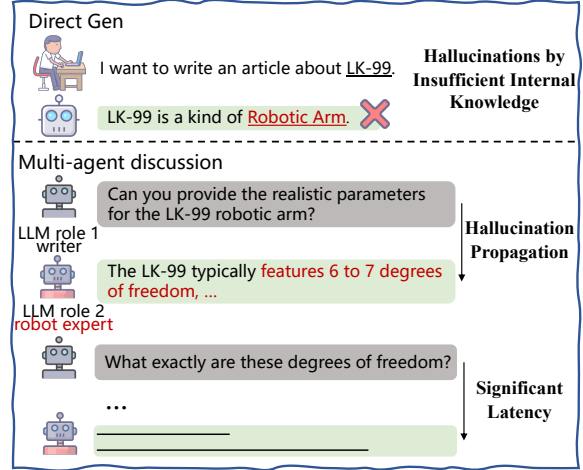 Direct Gen
I want to write an article about LK-99.
Hallucinations by
Insufficient Internal
Knowledge
LK-99 is a kind of Robotic Arm.
Multi-agent discussion
Can you provide the realistic parameters
for the LK-99 robotic arm?
LLM role 1
writer
Hallucination
Propagation
The LK-99 typically features 6 to 7 degrees
of freedom, ...
LLM role 2
robot expert
What exactly are these degrees of freedom?
...
Significant
Latency